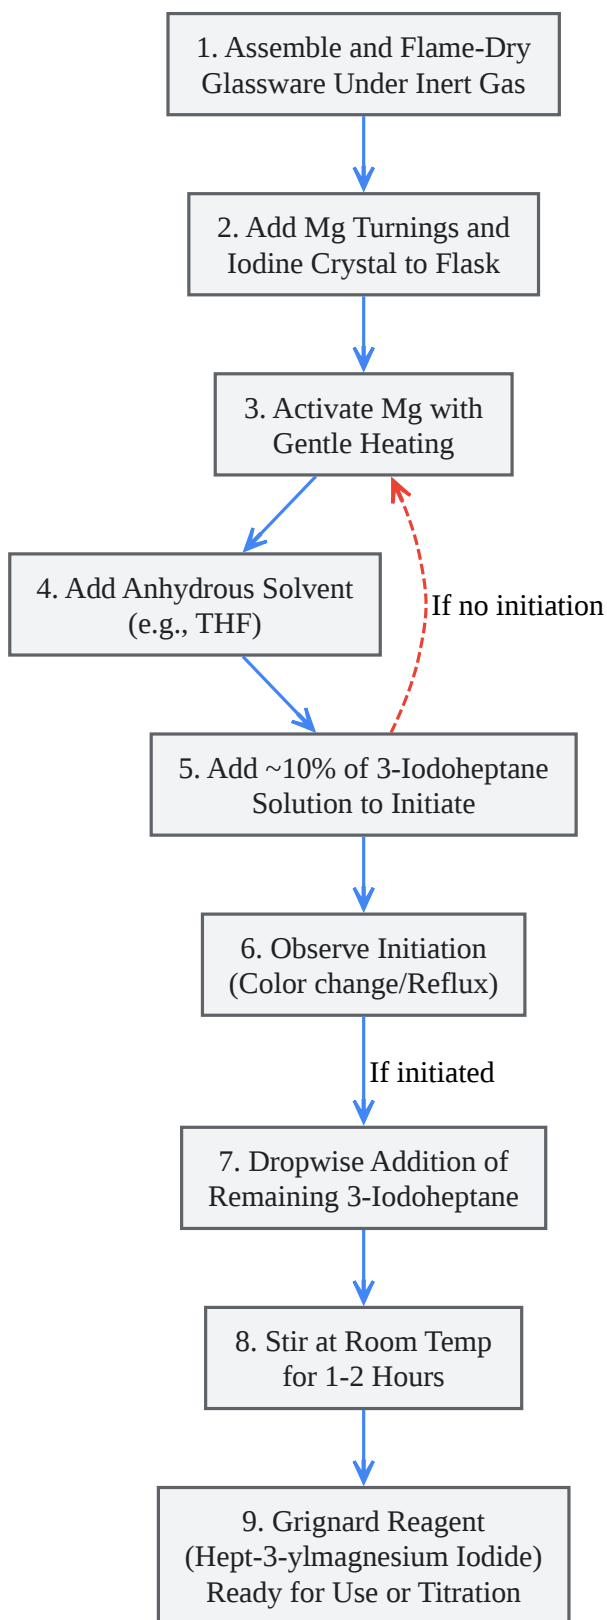 1. Assemble and Flame-Dry
Glassware Under Inert Gas
2. Add Mg Turnings and
Iodine Crystal to Flask
3. Activate Mg with
Gentle Heating
4. Add Anhydrous Solvent
(e.g., THF)
If no initiation
5. Add ~10% of 3-Iodoheptane
Solution to Initiate
6. Observe Initiation
(Color change/Reflux)
If initiated
7. Dropwise Addition of
Remaining 3-Iodoheptane
8. Stir at Room Temp
for 1-2 Hours
9. Grignard Reagent
(Hept-3-ylmagnesium Iodide)
Ready for Use or Titration